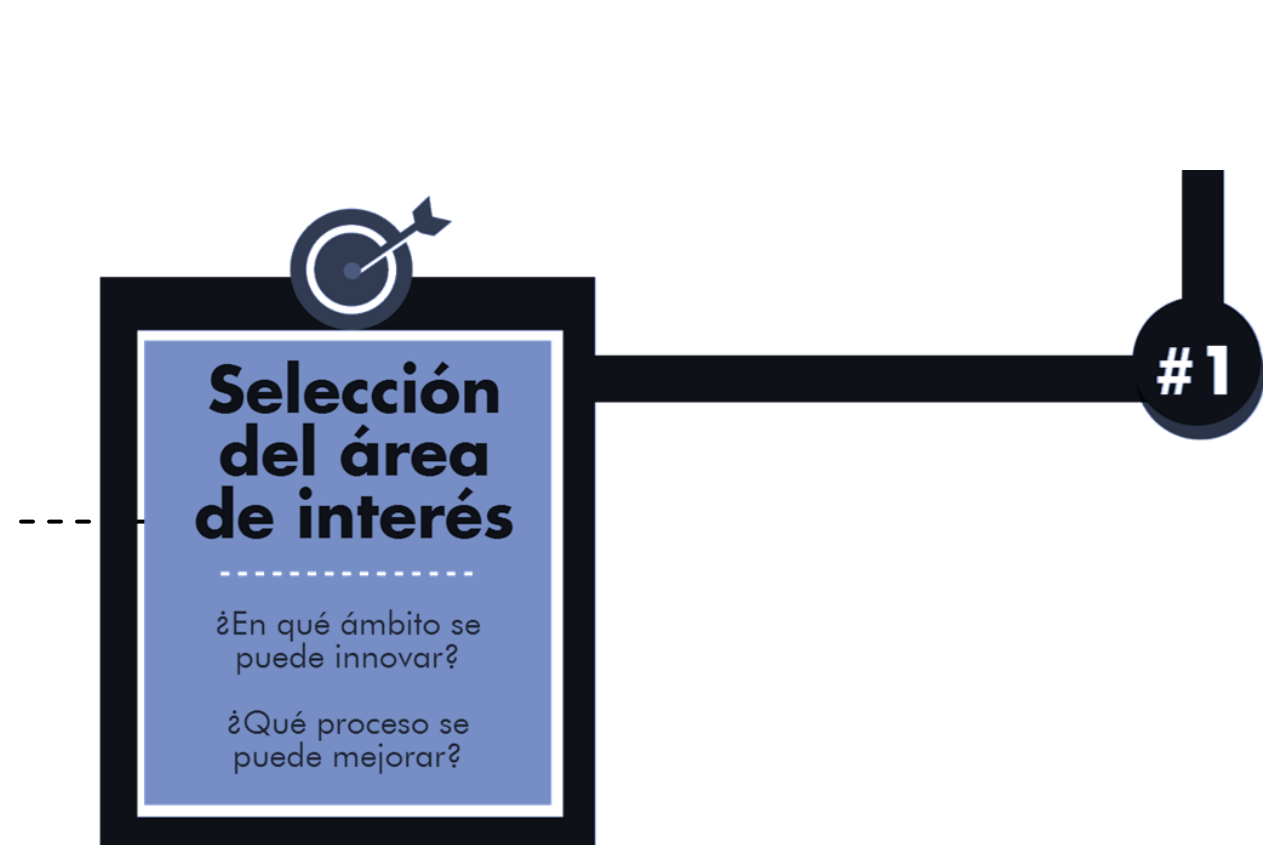 #1
Selección
del área
de interés
¿En qué ámbito se
puede innovar?
¿Qué proceso se
puede mejorar?